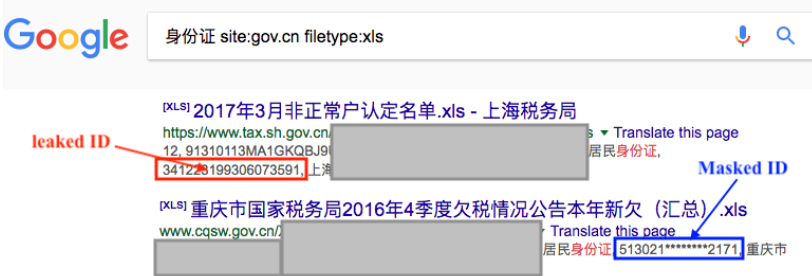 Google 身份证 site:gov.cn filetype:xls
[XLS] 2017年3月非正常户认定名单.xls - 上海税务局
https://www.tax.sh.gov.cn/ s Translate this page
leaked ID
12, 91310113MA1GKQBJ9 居民身份证,
341223199306073591, 上海
Masked ID
[XLS] 重庆市国家税务局2016年4季度欠税情况公告本年新欠（汇总）.xls
www.cqsw.gov.cn/ Translate this page
居民身份证, 513021********2171, 重庆市